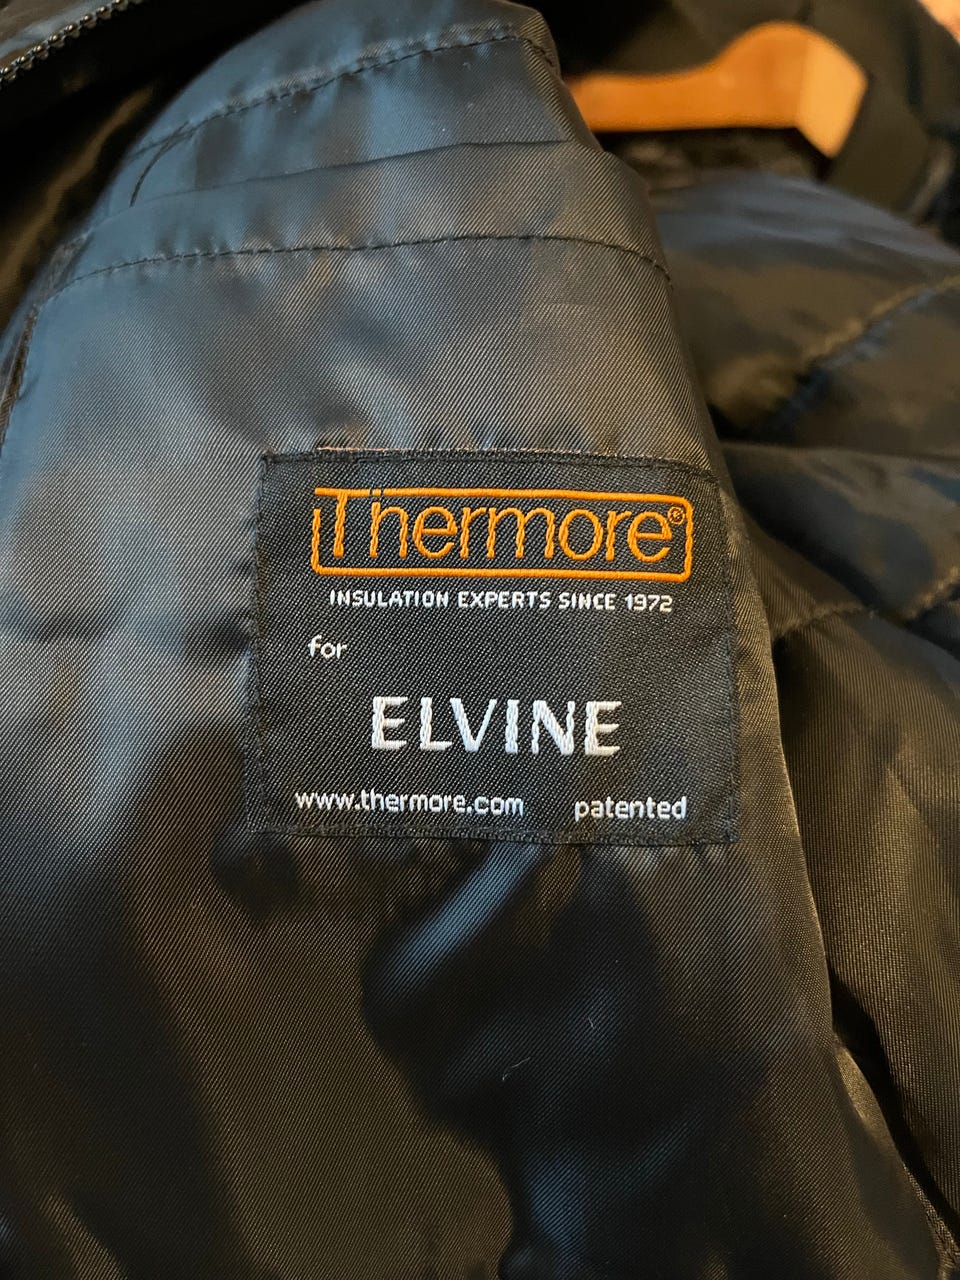 Thermore®
INSULATION EXPERTS SINCE 1972
for
ELVINE
www.thermore.com patented